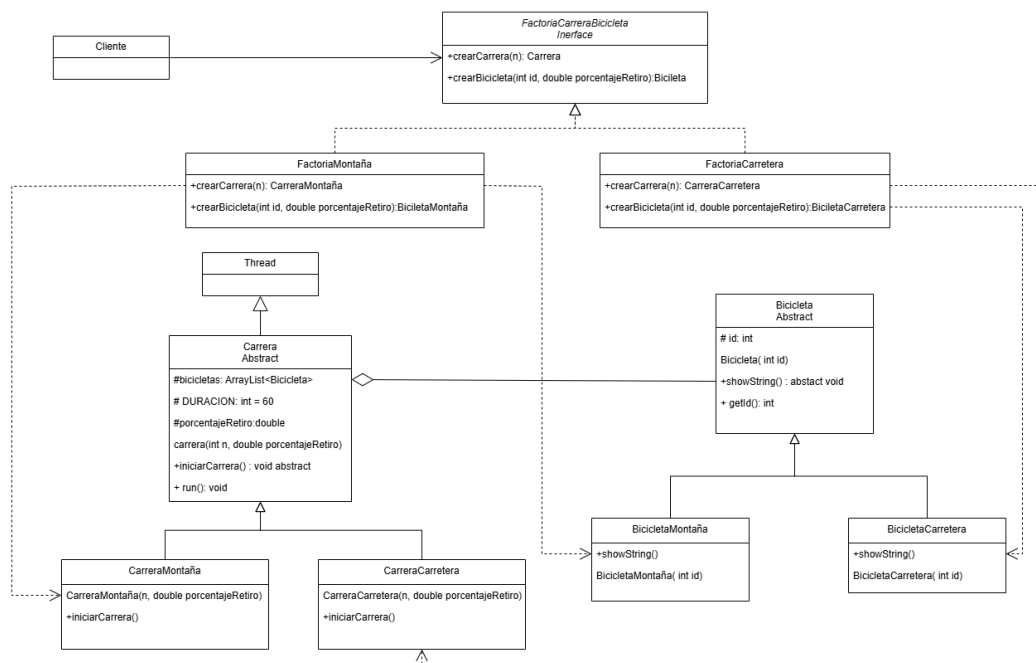 FactoriaCarreraBicicleta
Inerface
+crearCarrera(n): Carrera
+crearBicicleta(int id, double porcentajeRetiro):Bicileta
Cliente
FactoriaMontaña
+crearCarrera(n): CarreraMontaña
+crearBicicleta(int id, double porcentajeRetiro):BiciletaMontaña
FactoriaCarretera
+crearCarrera(n): CarreraCarretera
+crearBicicleta(int id, double porcentajeRetiro):BiciletaCarretera
Thread
Carrera
Abstract
#bicicletas: ArrayList<Bicicleta>
# DURACION: int = 60
#porcentajeRetiro:double
carrera(int n, double porcentajeRetiro)
+iniciarCarrera() : void abstract
+ run(): void
Bicicleta
Abstract
# id: int
Bicicleta( int id)
+showString() : abstact void
+ getId(): int
CarreraMontaña
CarreraMontaña(n, double porcentajeRetiro)
+iniciarCarrera()
CarreraCarretera
CarreraCarretera(n, double porcentajeRetiro)
+iniciarCarrera()
BicicletaMontaña
+showString()
BicicletaMontaña( int id)
BicicletaCarretera
+showString()
BicicletaCarretera( int id)